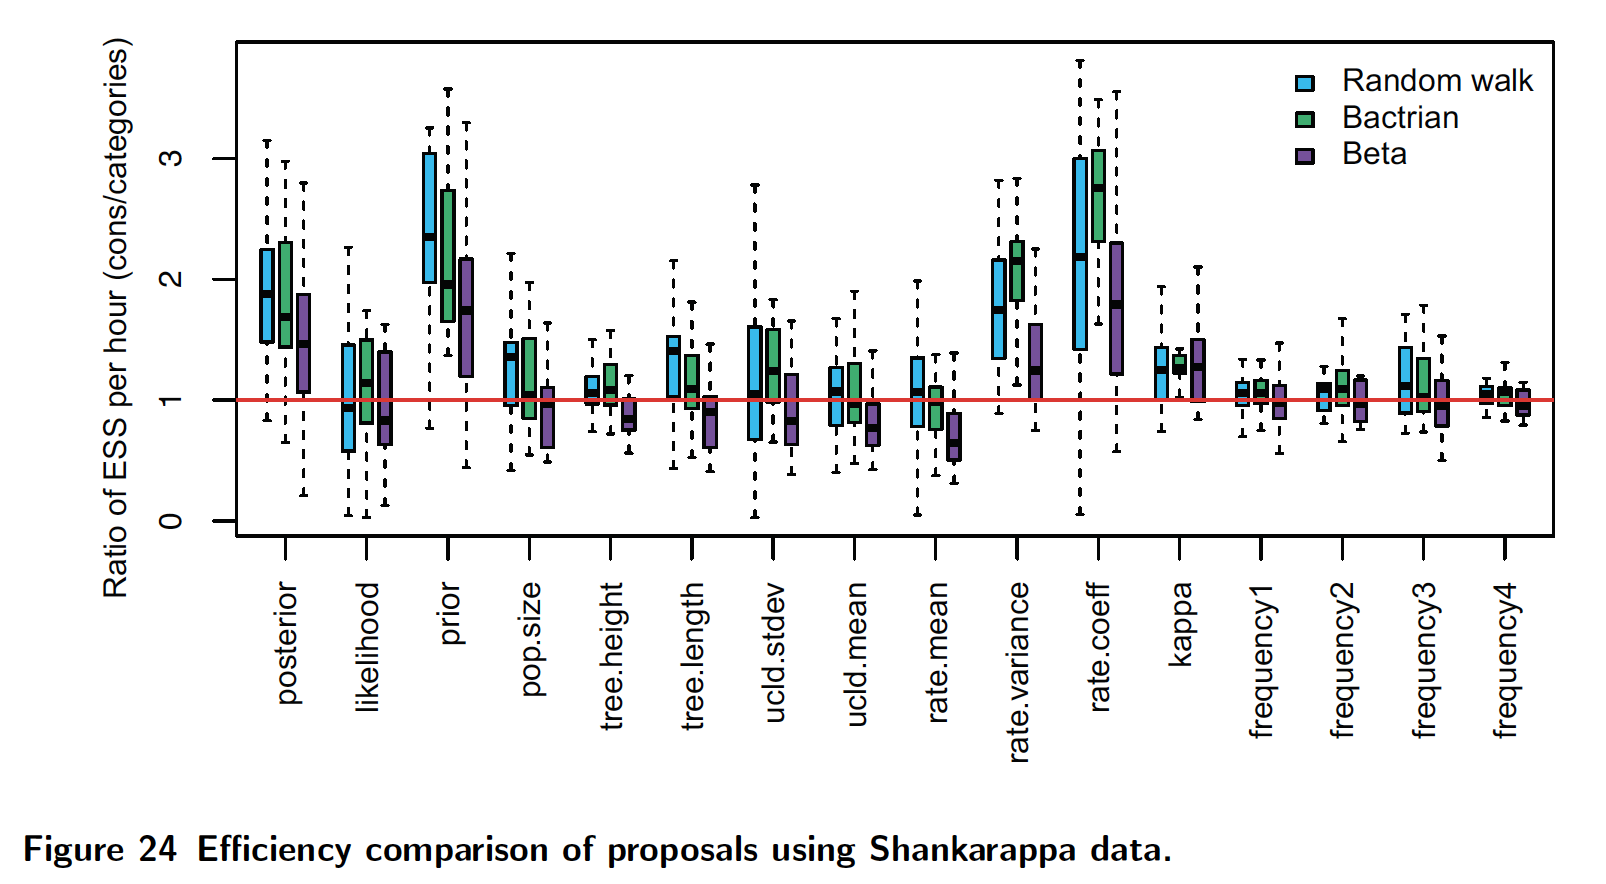 Ratio of ESS per hour (cons/categories)
3
2
1
0
Random walk
Bactrian
Beta
posterior
likelihood
prior
pop.size
tree.height
tree.length
ucld.stdev
ucld.mean
rate.mean
rate.variance
rate.coeff
kappa
frequency1
frequency2
frequency3
frequency4
Figure 24 Efficiency comparison of proposals using Shankarappa data.